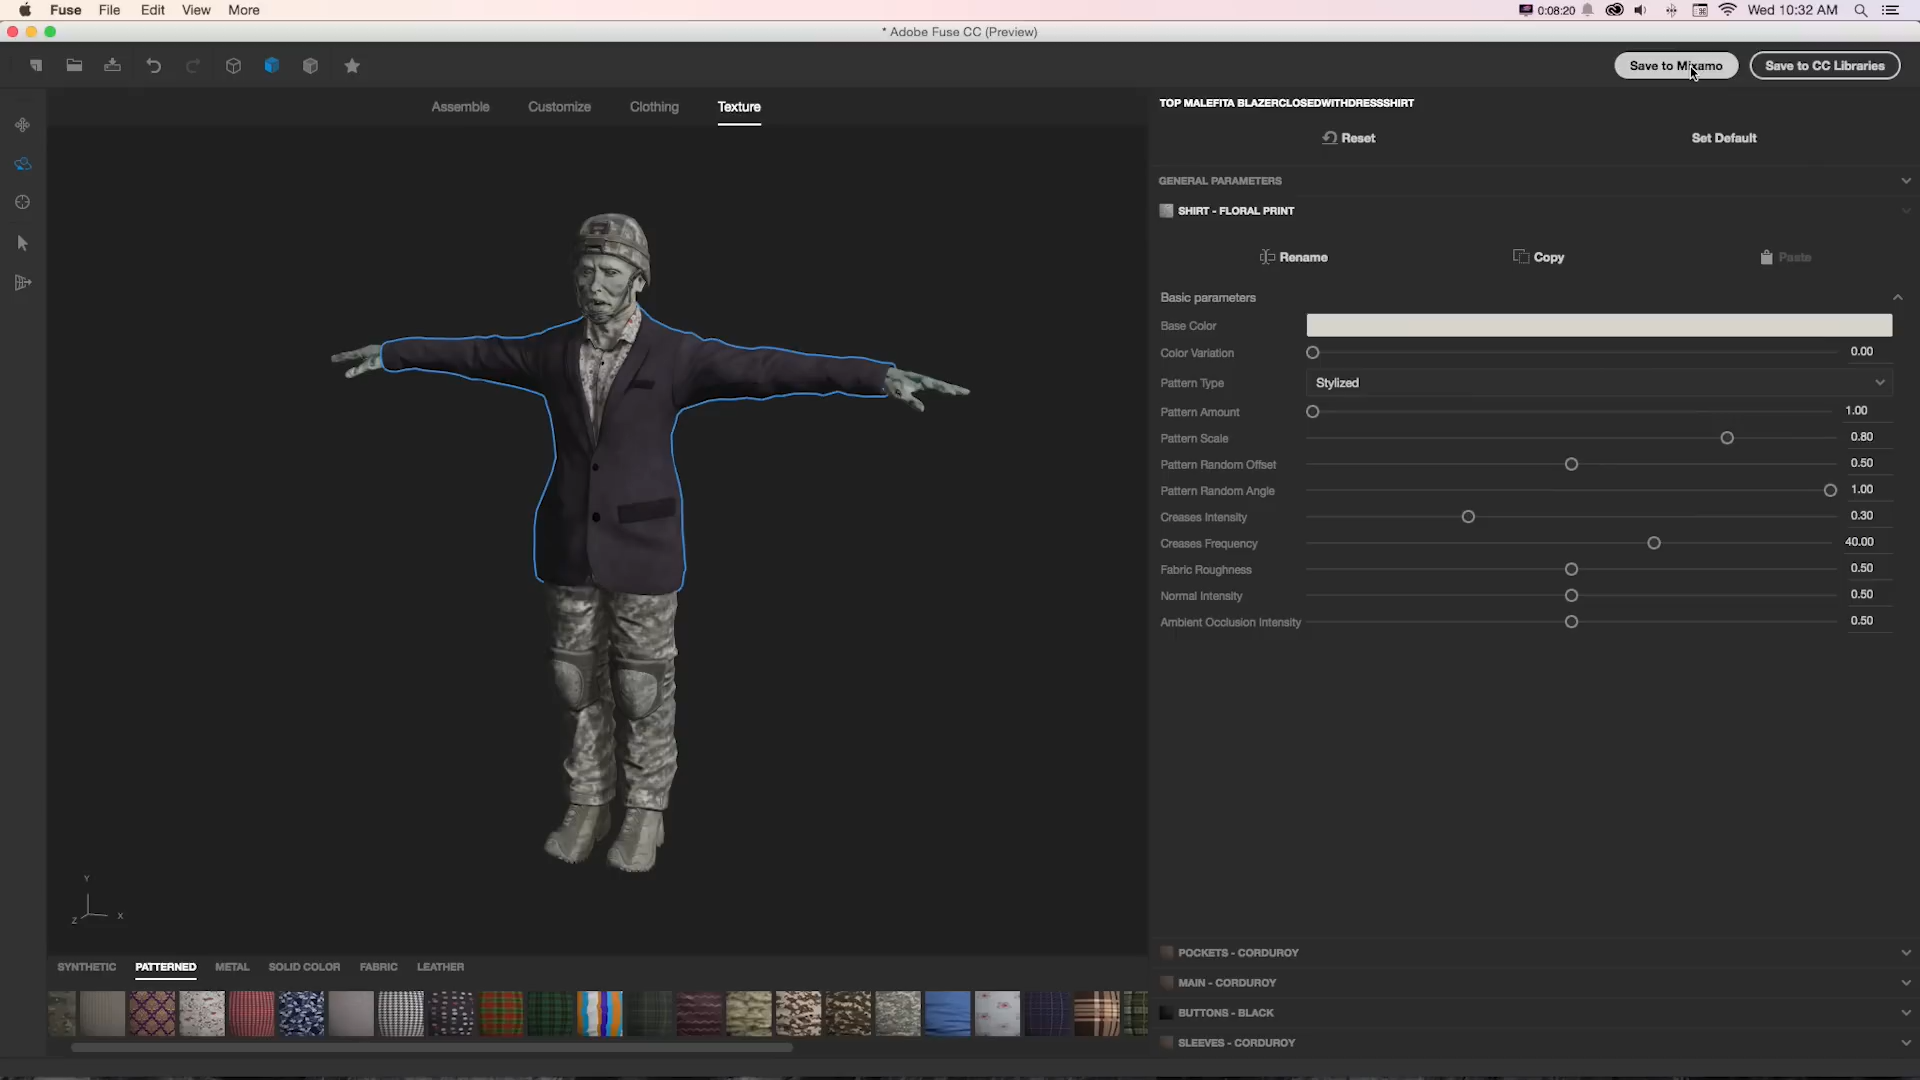 Fuse File Edit View More 0:08:20 Wed 10:32 AM
* Adobe Fuse CC (Preview)
Save to Mixamo Save to CC Libraries
Assemble Customize Clothing Texture
TOP MALEFITA BLAZERCLOSEDWITHDRESSSHIRT
Reset Set Default
GENERAL PARAMETERS
SHIRT - FLORAL PRINT
Rename Copy Paste
Basic parameters
Base Color
Color Variation 0.00
Pattern Type Stylized
Pattern Amount 1.00
Pattern Scale 0.80
Pattern Random Offset 0.50
Pattern Random Angle 1.00
Creases Intensity 0.30
Creases Frequency 40.00
Fabric Roughness 0.50
Normal Intensity 0.50
Ambient Occlusion Intensity 0.50
Y
Z X
SYNTHETIC PATTERNED METAL SOLID COLOR FABRIC LEATHER
POCKETS - CORDUROY
MAIN - CORDUROY
BUTTONS - BLACK
SLEEVES - CORDUROY